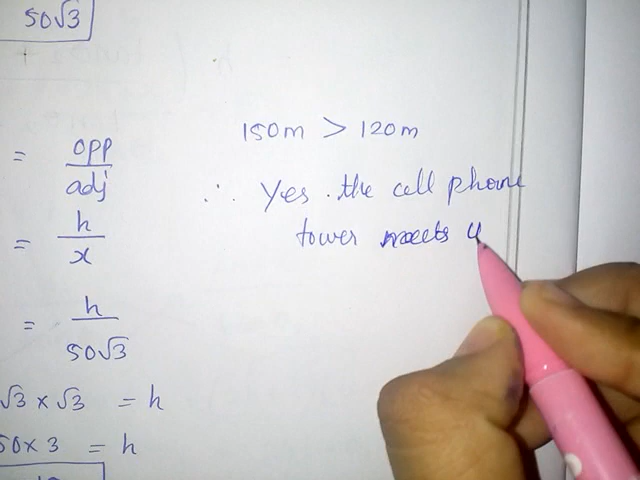 50√3
= opp/adj
= h/x
= h/50√3
√3 × √3 = h
50 × 3 = h
150m > 120m
∴ Yes. the cell phone
tower meets